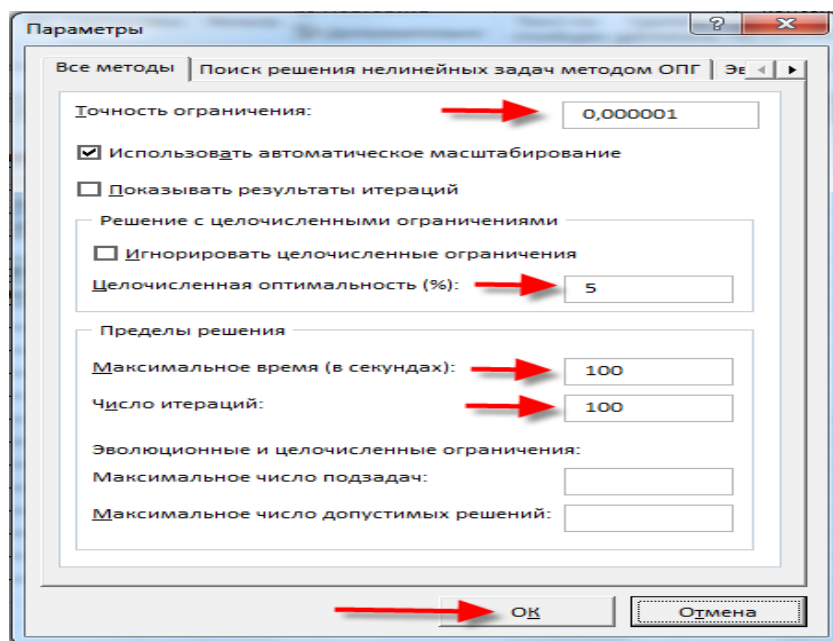 Параметры
Все методы Поиск решения нелинейных задач методом ОПГ Эв
Точность ограничения: 0,000001
Использовать автоматическое масштабирование
Показывать результаты итераций
Решение с целочисленными ограничениями
Игнорировать целочисленные ограничения
Целочисленная оптимальность (%): 5
Пределы решения
Максимальное время (в секундах): 100
Число итераций: 100
Эволюционные и целочисленные ограничения:
Максимальное число подзадач:
Максимальное число допустимых решений:
ОК Отмена